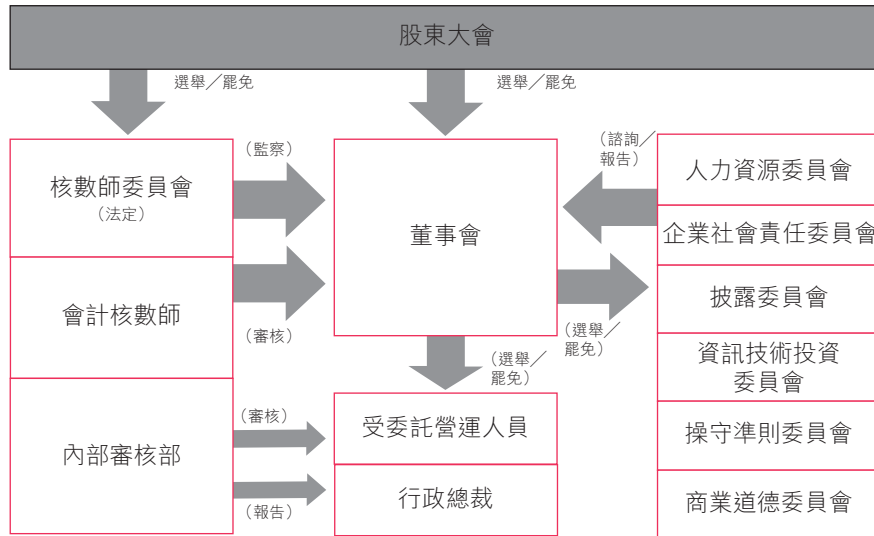 股東大會
選舉／罷免
選舉／罷免
核數師委員會
（法定）
會計核數師
內部審核部
（監察）
（審核）
（審核）
（報告）
董事會
（選舉／
罷免）
受委託營運人員
行政總裁
（諮詢／
報告）
（選舉／
罷免）
人力資源委員會
企業社會責任委員會
披露委員會
資訊技術投資
委員會
操守準則委員會
商業道德委員會